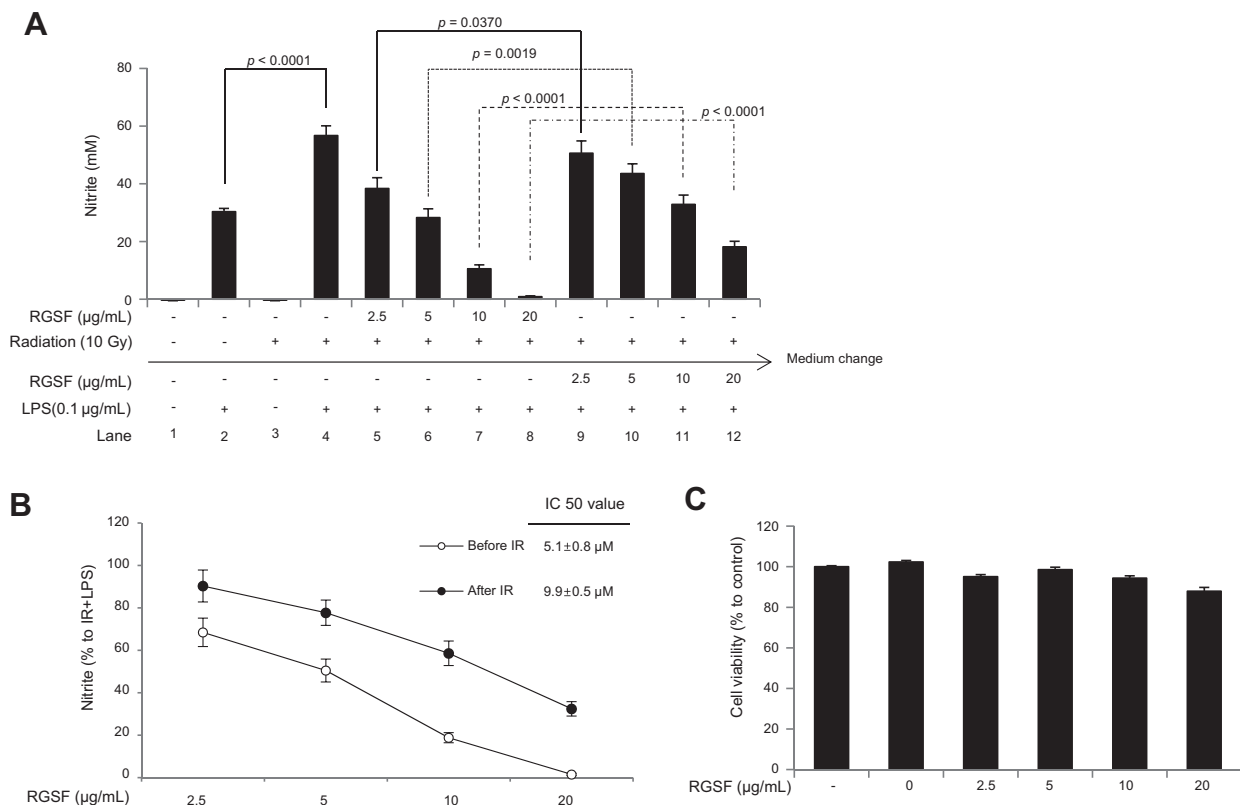 A
p = 0.0370
p < 0.0001
p = 0.0019
p < 0.0001
p < 0.0001
80
60
40
20
0
Nitrite (mM)
RGSF (µg/mL) - - - - 2.5 5 10 20 - - - -
Radiation (10 Gy) - - + + + + + + + + + +
Medium change
RGSF (µg/mL) - - - - - - - - 2.5 5 10 20
LPS(0.1 µg/mL) - + - + + + + + + + + +
Lane 1 2 3 4 5 6 7 8 9 10 11 12
B
IC 50 value
Before IR 5.1±0.8 µM
After IR 9.9±0.5 µM
120
100
80
60
40
20
0
Nitrite (% to IR+LPS)
RGSF (µg/mL) 2.5 5 10 20
C
120
100
80
60
40
20
0
Cell viability (% to control)
RGSF (µg/mL) - 0 2.5 5 10 20